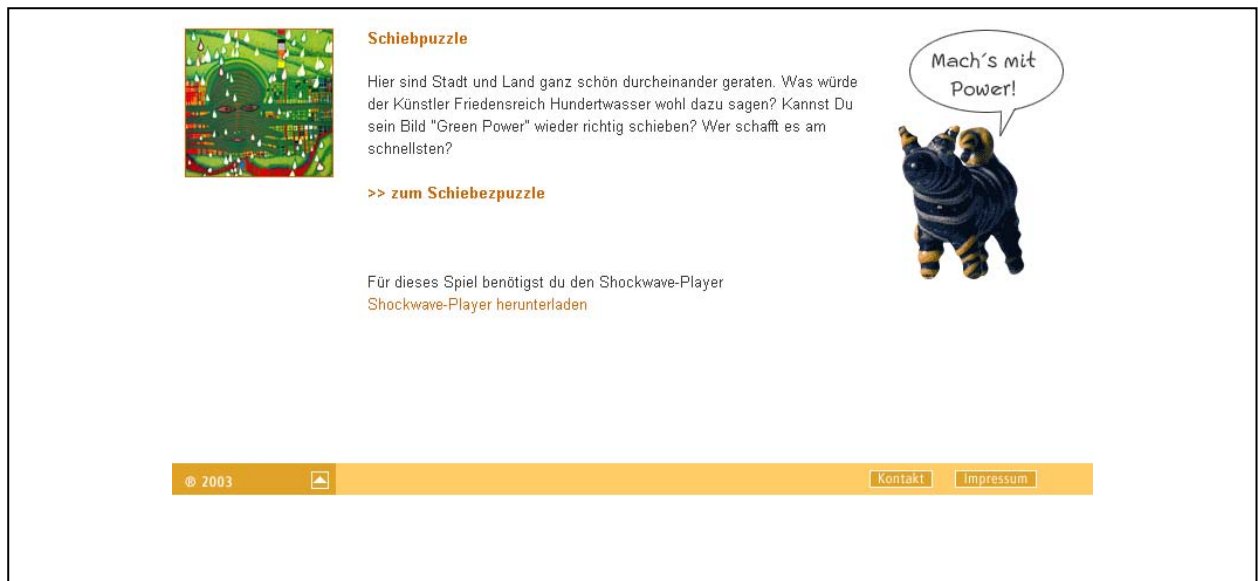 Schiebpuzzle
Hier sind Stadt und Land ganz schön durcheinander geraten. Was würde
der Künstler Friedensreich Hundertwasser wohl dazu sagen? Kannst Du
sein Bild "Green Power" wieder richtig schieben? Wer schafft es am
schnellsten?
>> zum Schiebezpuzzle
Für dieses Spiel benötigst du den Shockwave-Player
Shockwave-Player herunterladen
Mach´s mit
Power!
® 2003
Kontakt
Impressum